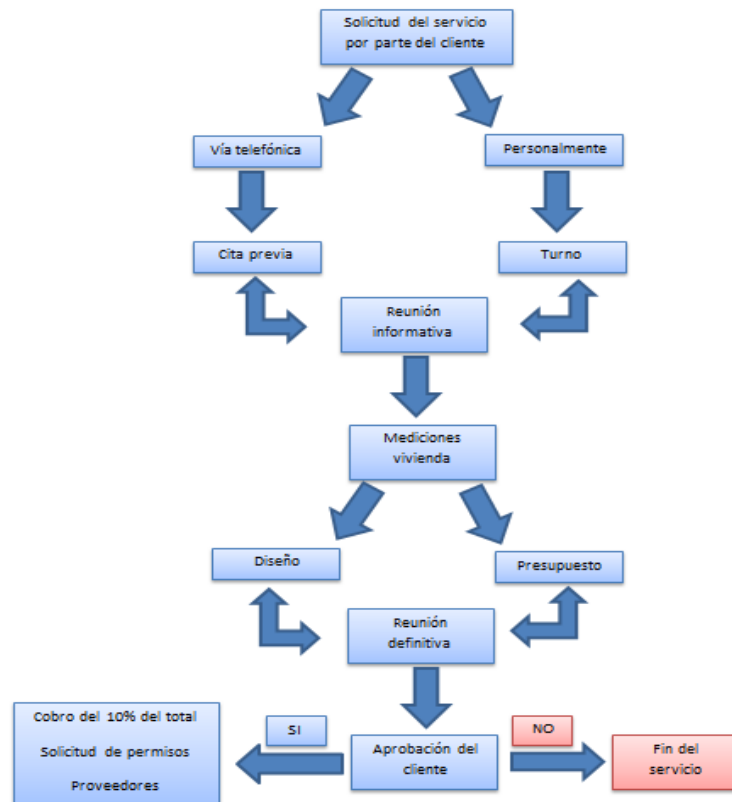 Solicitud del servicio
por parte del cliente
Vía telefónica
Personalmente
Cita previa
Turno
Reunión
informativa
Mediciones
vivienda
Diseño
Presupuesto
Reunión
definitiva
Cobro del 10% del total
Solicitud de permisos
Proveedores
SI
Aprobación del
cliente
NO
Fin del
servicio